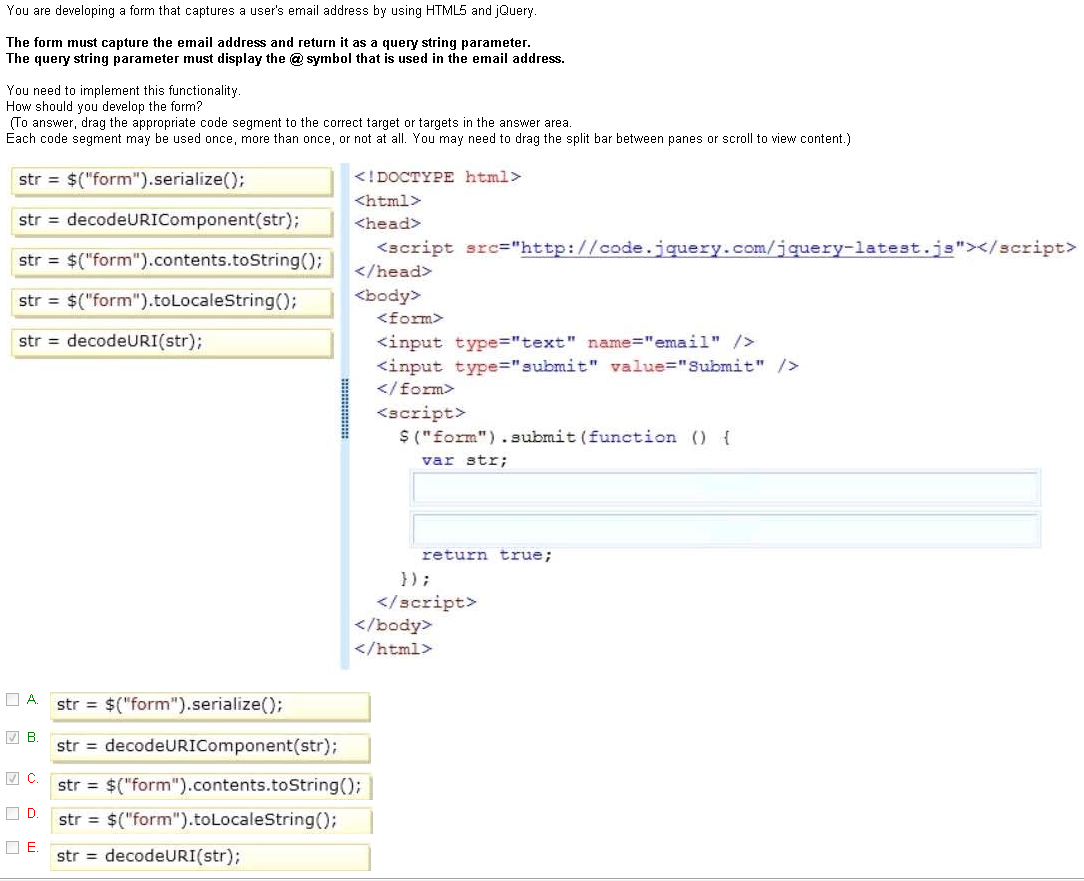 You are developing a form that captures a user's email address by using HTML5 and jQuery.
The form must capture the email address and return it as a query string parameter.
The query string parameter must display the @ symbol that is used in the email address.
You need to implement this functionality.
How should you develop the form?
(To answer, drag the appropriate code segment to the correct target or targets in the answer area.
Each code segment may be used once, more than once, or not at all. You may need to drag the split bar between panes or scroll to view content.)
str = $("form").serialize();
str = decodeURIComponent(str);
str = $("form").contents.toString();
str = $("form").toLocaleString();
str = decodeURI(str);
<!DOCTYPE html>
<html>
<head>
<script src="http://code.jquery.com/jquery-latest.js"></script>
</head>
<body>
<form>
<input type="text" name="email" />
<input type="submit" value="Submit" />
</form>
<script>
$("form").submit(function () {
var str;
return true;
});
</script>
</body>
</html>
A. str = $("form").serialize();
B. str = decodeURIComponent(str);
C. str = $("form").contents.toString();
D. str = $("form").toLocaleString();
E. str = decodeURI(str);